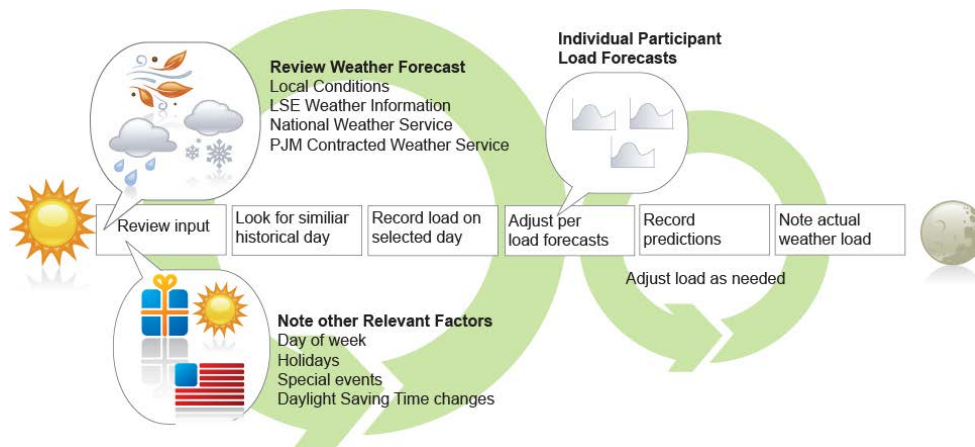 Review Weather Forecast
Local Conditions
LSE Weather Information
National Weather Service
PJM Contracted Weather Service
Individual Participant
Load Forecasts
Review input
Look for similiar
historical day
Record load on
selected day
Adjust per
load forecasts
Record
predictions
Note actual
weather load
Adjust load as needed
Note other Relevant Factors
Day of week
Holidays
Special events
Daylight Saving Time changes